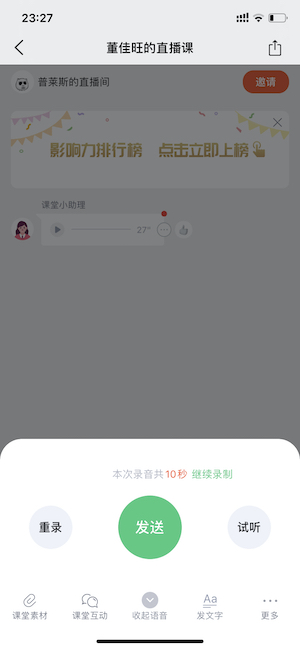 23:27
董佳旺的直播课
普莱斯的直播间
邀请
影响力排行榜 点击立即上榜
课堂小助理
27"
本次录音共10秒 继续录制
重录
发送
试听
Aa
课堂素材
课堂互动
收起语音
发文字
更多